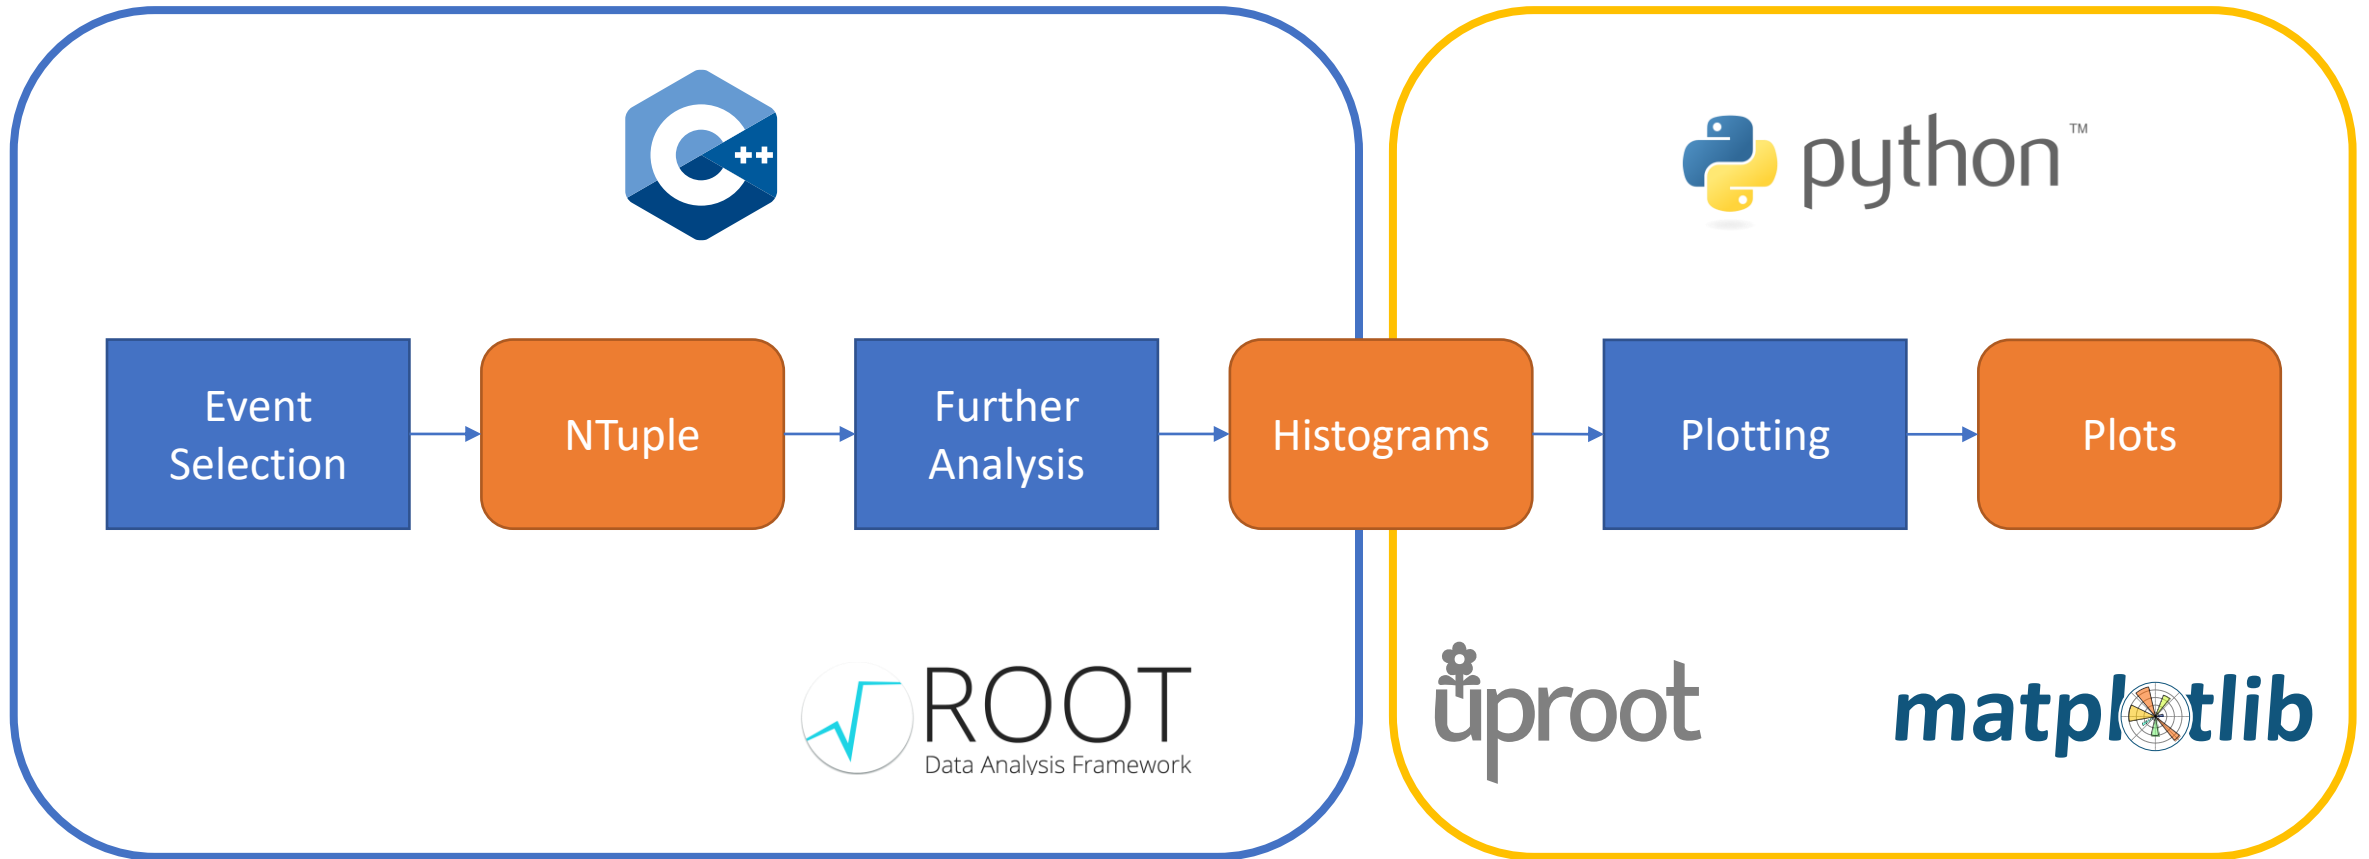 C++
python™
Event
Selection
NTuple
Further
Analysis
Histograms
Plotting
Plots
ROOT
Data Analysis Framework
uproot
matplotlib